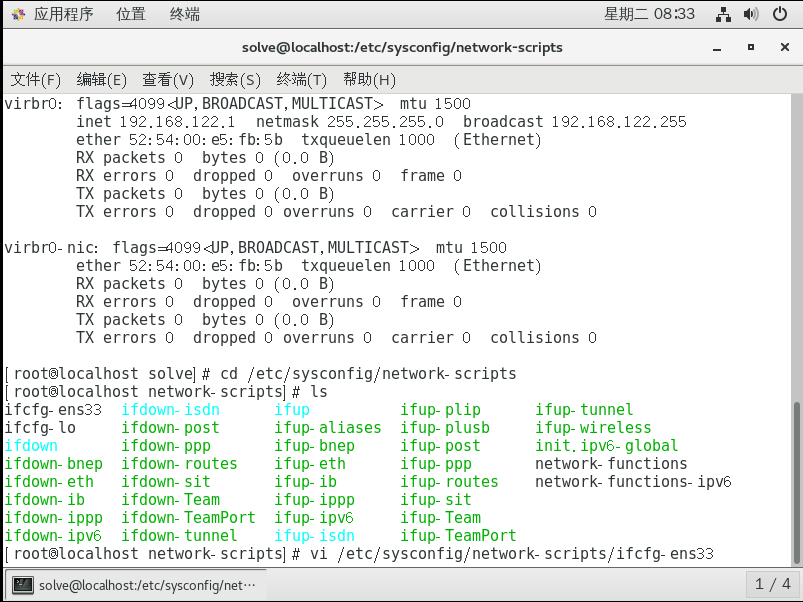 应用程序 位置 终端 星期二 08:33
solve@localhost:/etc/sysconfig/network-scripts
文件(F) 编辑(E) 查看(V) 搜索(S) 终端(T) 帮助(H)
virbr0: flags=4099<UP,BROADCAST,MULTICAST>  mtu 1500
        inet 192.168.122.1  netmask 255.255.255.0  broadcast 192.168.122.255
        ether 52:54:00:e5:fb:5b  txqueuelen 1000  (Ethernet)
        RX packets 0  bytes 0 (0.0 B)
        RX errors 0  dropped 0  overruns 0  frame 0
        TX packets 0  bytes 0 (0.0 B)
        TX errors 0  dropped 0 overruns 0  carrier 0  collisions 0
virbr0-nic: flags=4099<UP,BROADCAST,MULTICAST>  mtu 1500
        ether 52:54:00:e5:fb:5b  txqueuelen 1000  (Ethernet)
        RX packets 0  bytes 0 (0.0 B)
        RX errors 0  dropped 0  overruns 0  frame 0
        TX packets 0  bytes 0 (0.0 B)
        TX errors 0  dropped 0 overruns 0  carrier 0  collisions 0
[root@localhost solve]# cd /etc/sysconfig/network-scripts
[root@localhost network-scripts]# ls
ifcfg-ens33  ifdown-isdn      ifup          ifup-plip      ifup-tunnel
ifcfg-lo     ifdown-post      ifup-aliases  ifup-plusb     ifup-wireless
ifdown       ifdown-ppp       ifup-bnep     ifup-post      init.ipv6-global
ifdown-bnep  ifdown-routes    ifup-eth      ifup-ppp       network-functions
ifdown-eth   ifdown-sit       ifup-ib       ifup-routes    network-functions-ipv6
ifdown-ib    ifdown-Team      ifup-ippp     ifup-sit
ifdown-ippp  ifdown-TeamPort  ifup-ipv6     ifup-Team
ifdown-ipv6  ifdown-tunnel    ifup-isdn     ifup-TeamPort
[root@localhost network-scripts]# vi /etc/sysconfig/network-scripts/ifcfg-ens33
solve@localhost:/etc/sysconfig/net… 1 / 4